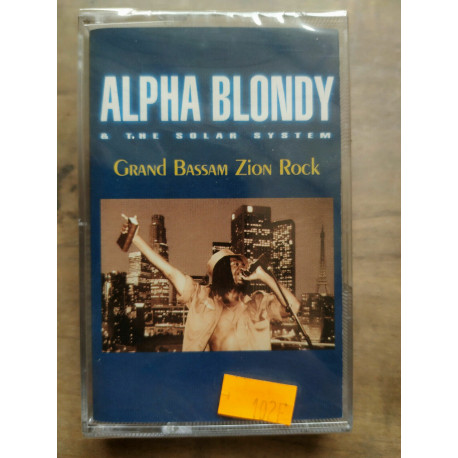 ALPHA BLONDY
& THE SOLAR SYSTEM
GRAND BASSAM ZION ROCK